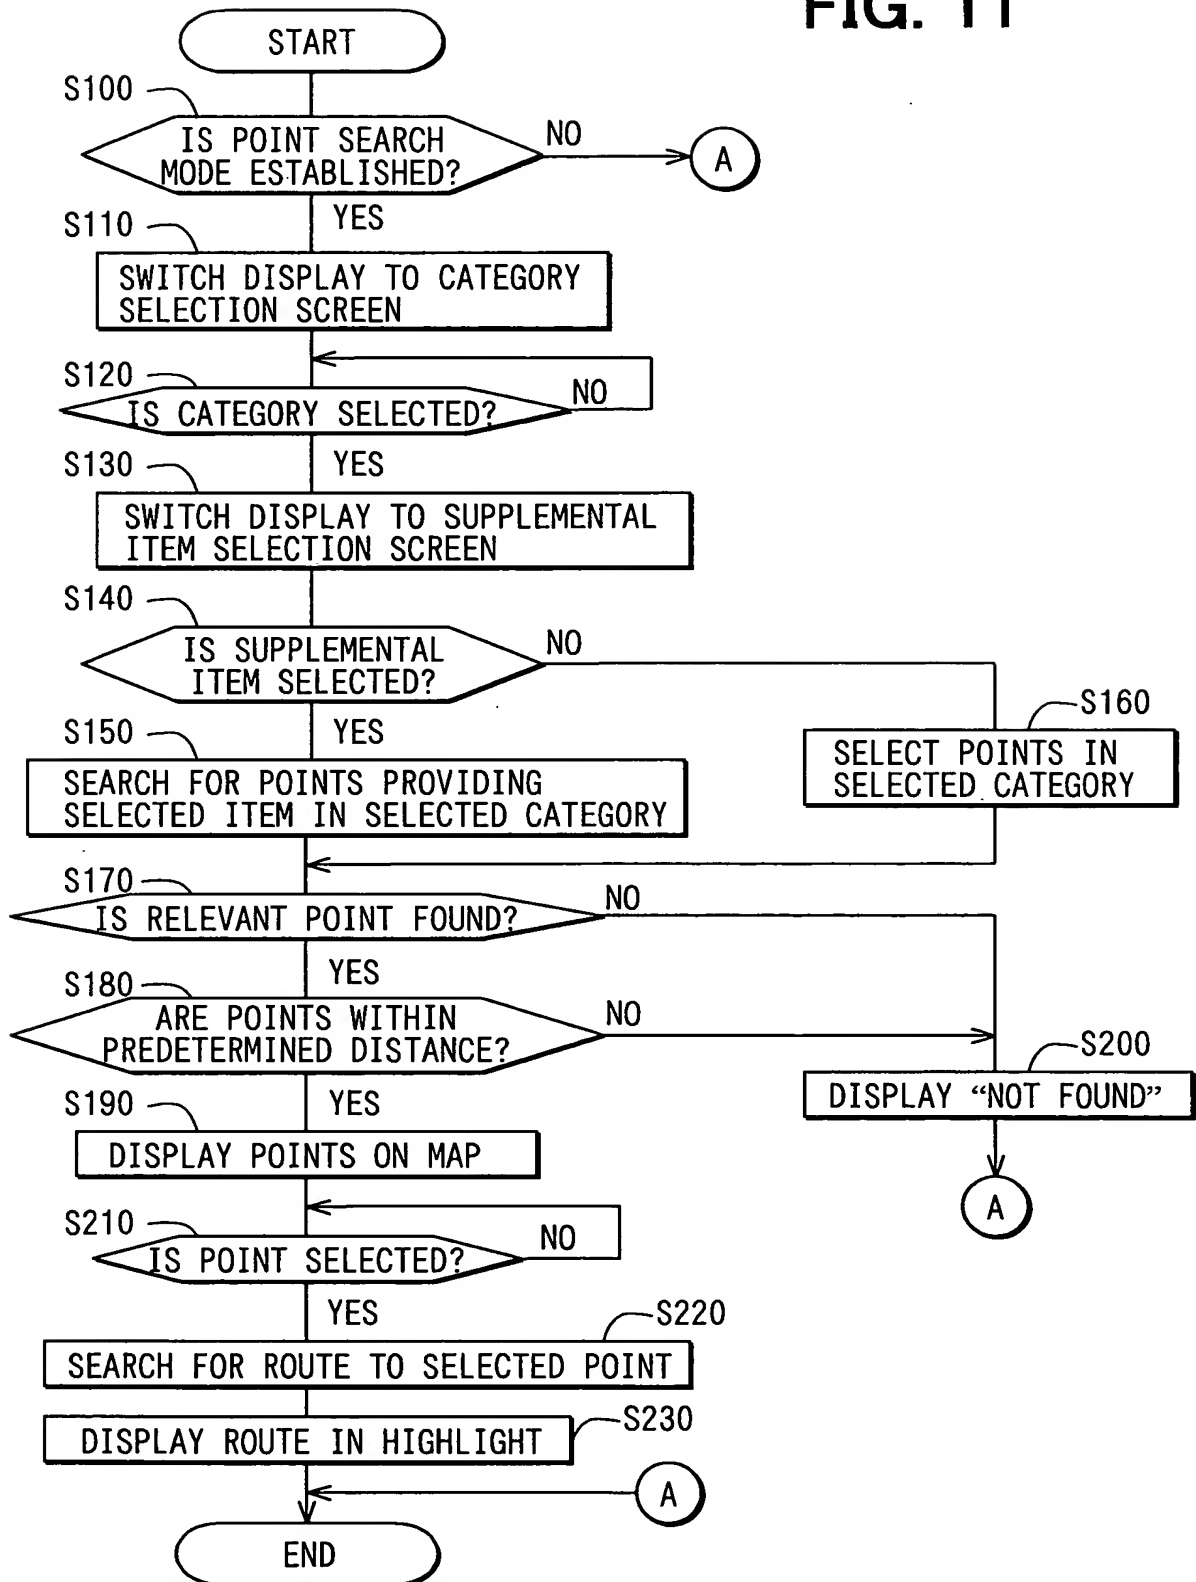 FIG. 11
START
S100
IS POINT SEARCH
MODE ESTABLISHED?
NO
A
YES
S110
SWITCH DISPLAY TO CATEGORY
SELECTION SCREEN
S120
IS CATEGORY SELECTED?
NO
YES
S130
SWITCH DISPLAY TO SUPPLEMENTAL
ITEM SELECTION SCREEN
S140
IS SUPPLEMENTAL
ITEM SELECTED?
NO
YES
S150
SEARCH FOR POINTS PROVIDING
SELECTED ITEM IN SELECTED CATEGORY
S160
SELECT POINTS IN
SELECTED CATEGORY
S170
IS RELEVANT POINT FOUND?
NO
YES
S180
ARE POINTS WITHIN
PREDETERMINED DISTANCE?
NO
YES
S200
DISPLAY “NOT FOUND”
A
S190
DISPLAY POINTS ON MAP
S210
IS POINT SELECTED?
NO
YES
S220
SEARCH FOR ROUTE TO SELECTED POINT
S230
DISPLAY ROUTE IN HIGHLIGHT
A
END